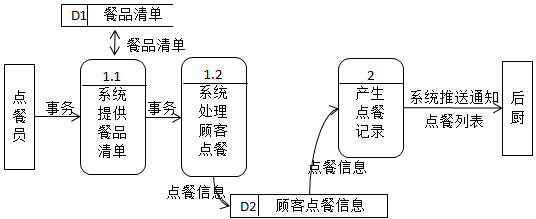 D1 餐品清单
餐品清单
点餐员
事务
1.1
系统
提供
餐品
清单
事务
1.2
系统
处理
顾客
点餐
2
产生
点餐
记录
系统推送通知
点餐列表
后厨
点餐信息
点餐信息
D2 顾客点餐信息